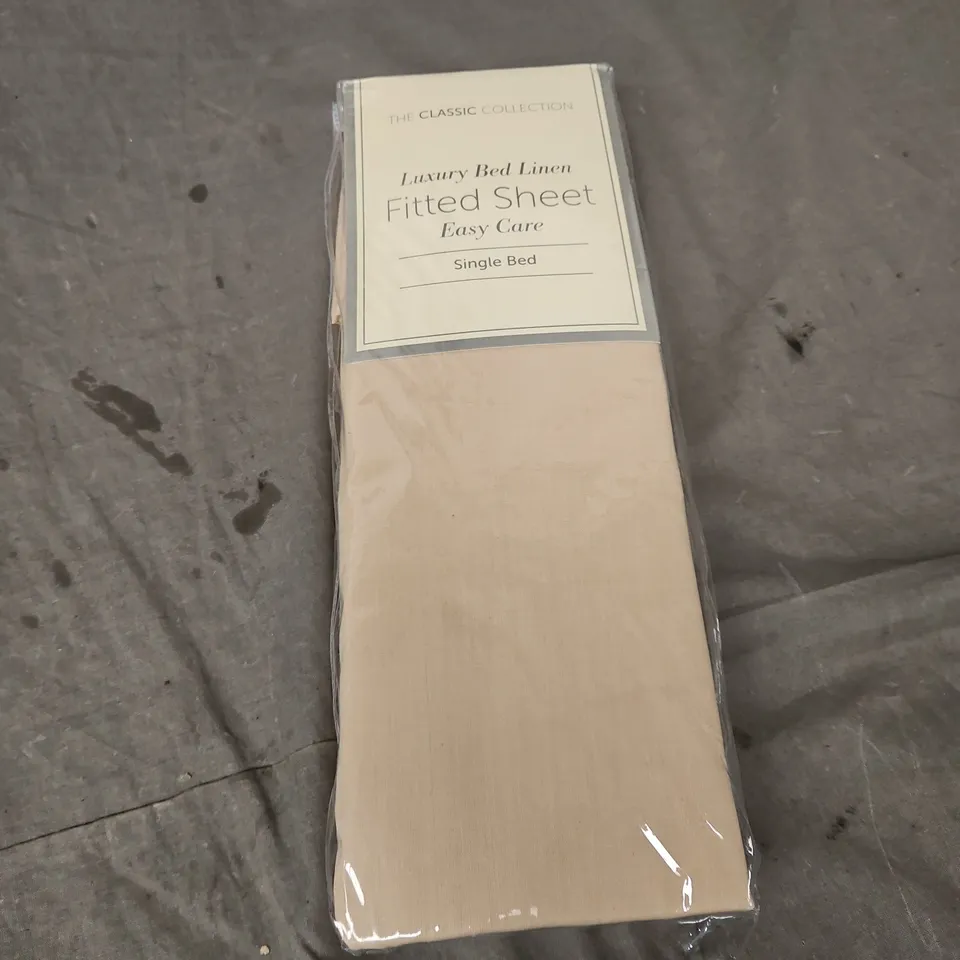 THE CLASSIC COLLECTION
Luxury Bed Linen
Fitted Sheet
Easy Care
Single Bed